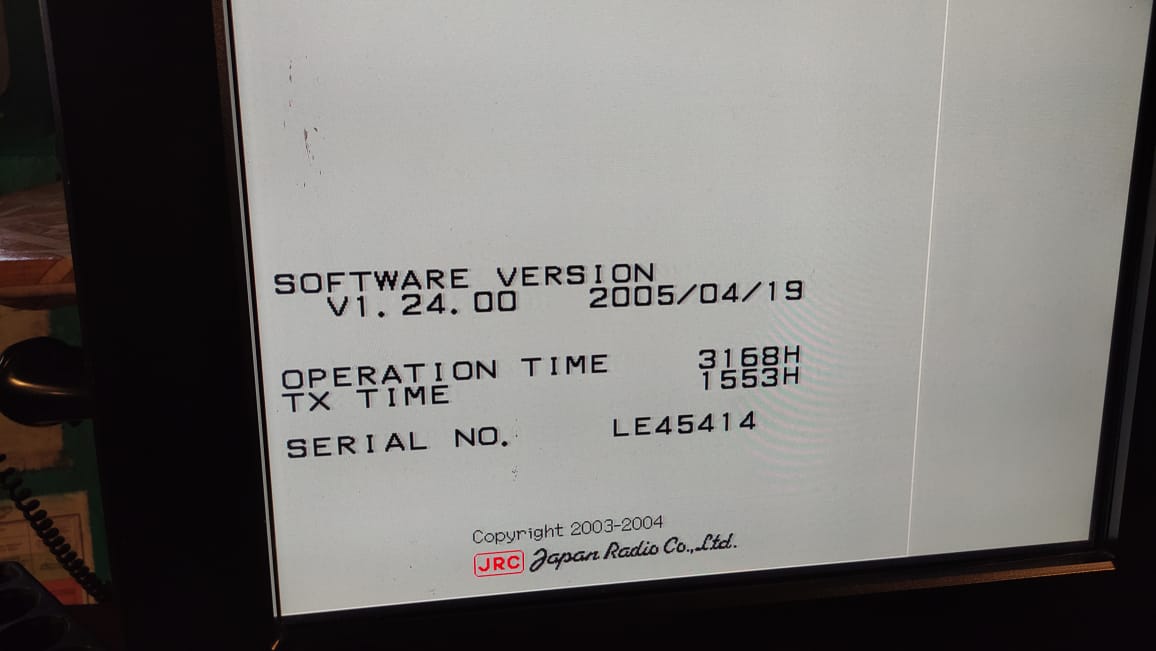 SOFTWARE VERSION
V1.24.00 2005/04/19
OPERATION TIME 3168H
TX TIME 1553H
SERIAL NO. LE45414
Copyright 2003-2004
JRC Japan Radio Co.,Ltd.